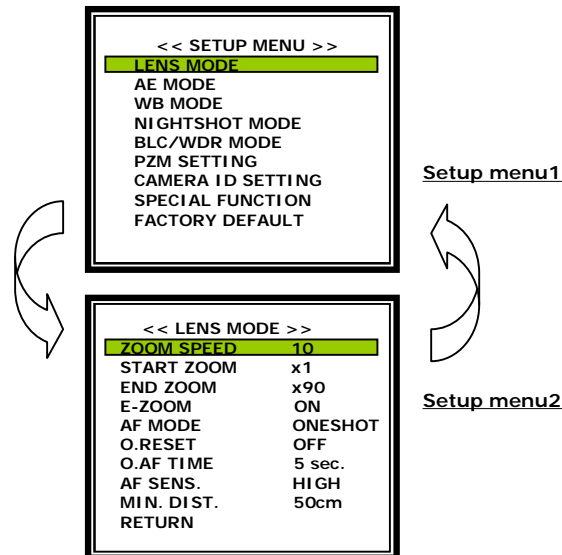 << SETUP MENU >>
LENS MODE
AE MODE
WB MODE
NIGHTSHOT MODE
BLC/WDR MODE
PZM SETTING
CAMERA ID SETTING
SPECIAL FUNCTION
FACTORY DEFAULT
Setup menu1
<< LENS MODE >>
ZOOM SPEED 10
START ZOOM x1
END ZOOM x90
E-ZOOM ON
AF MODE ONESHOT
O.RESET OFF
O.AF TIME 5 sec.
AF SENS. HIGH
MIN. DIST. 50cm
RETURN
Setup menu2